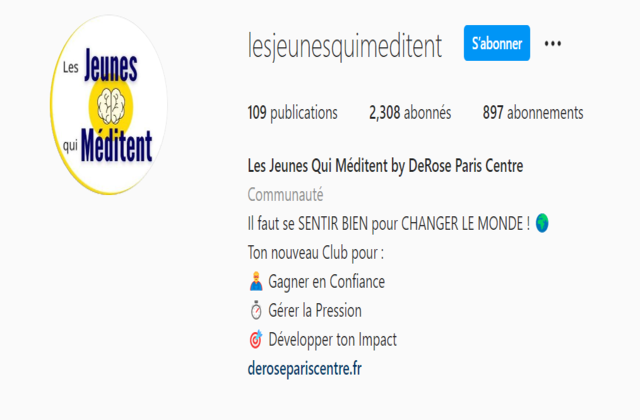 Les Jeunes
qui Méditent
lesjeunesquimeditent S'abonner •••
109 publications 2,308 abonnés 897 abonnements
Les Jeunes Qui Méditent by DeRose Paris Centre
Communauté
Il faut se SENTIR BIEN pour CHANGER LE MONDE ! 🌍
Ton nouveau Club pour :
👷 Gagner en Confiance
⏱ Gérer la Pression
🎯 Développer ton Impact
derosepariscentre.fr